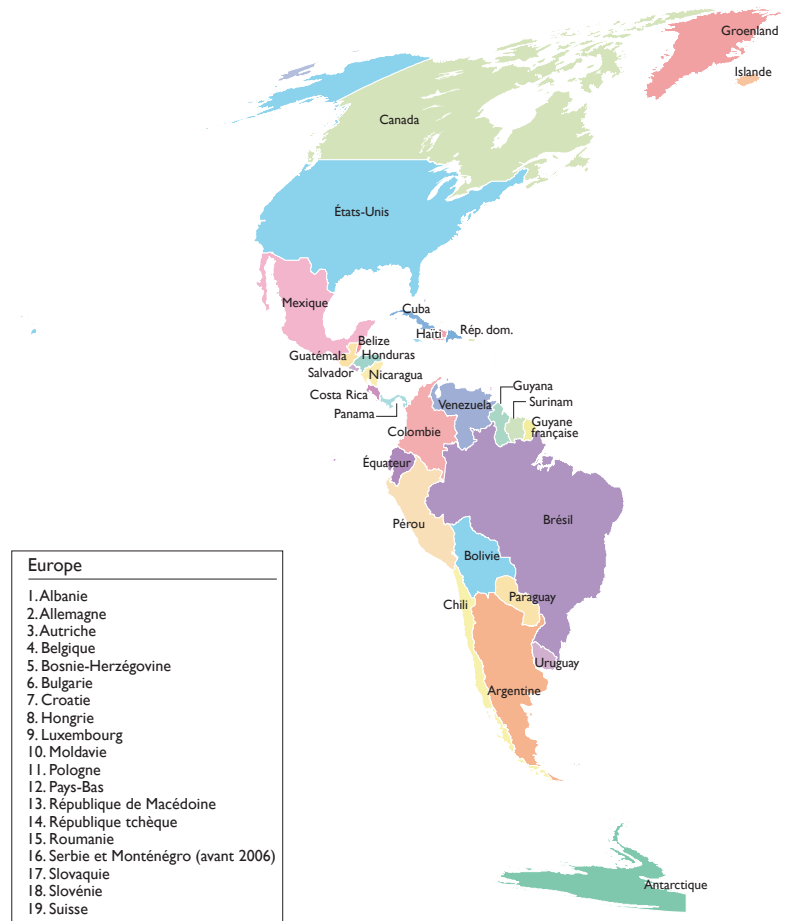 Groenland
Islande
Canada
États-Unis
Mexique
Cuba
Haïti
Rép. dom.
Belize
Guatémala
Honduras
Salvador
Nicaragua
Costa Rica
Panama
Guyana
Venezuela
Surinam
Guyane
française
Colombie
Équateur
Pérou
Brésil
Bolivie
Paraguay
Chili
Uruguay
Argentine
Antarctique
Europe
1. Albanie
2. Allemagne
3. Autriche
4. Belgique
5. Bosnie-Herzégovine
6. Bulgarie
7. Croatie
8. Hongrie
9. Luxembourg
10. Moldavie
11. Pologne
12. Pays-Bas
13. République de Macédoine
14. République tchèque
15. Roumanie
16. Serbie et Monténégro (avant 2006)
17. Slovaquie
18. Slovénie
19. Suisse